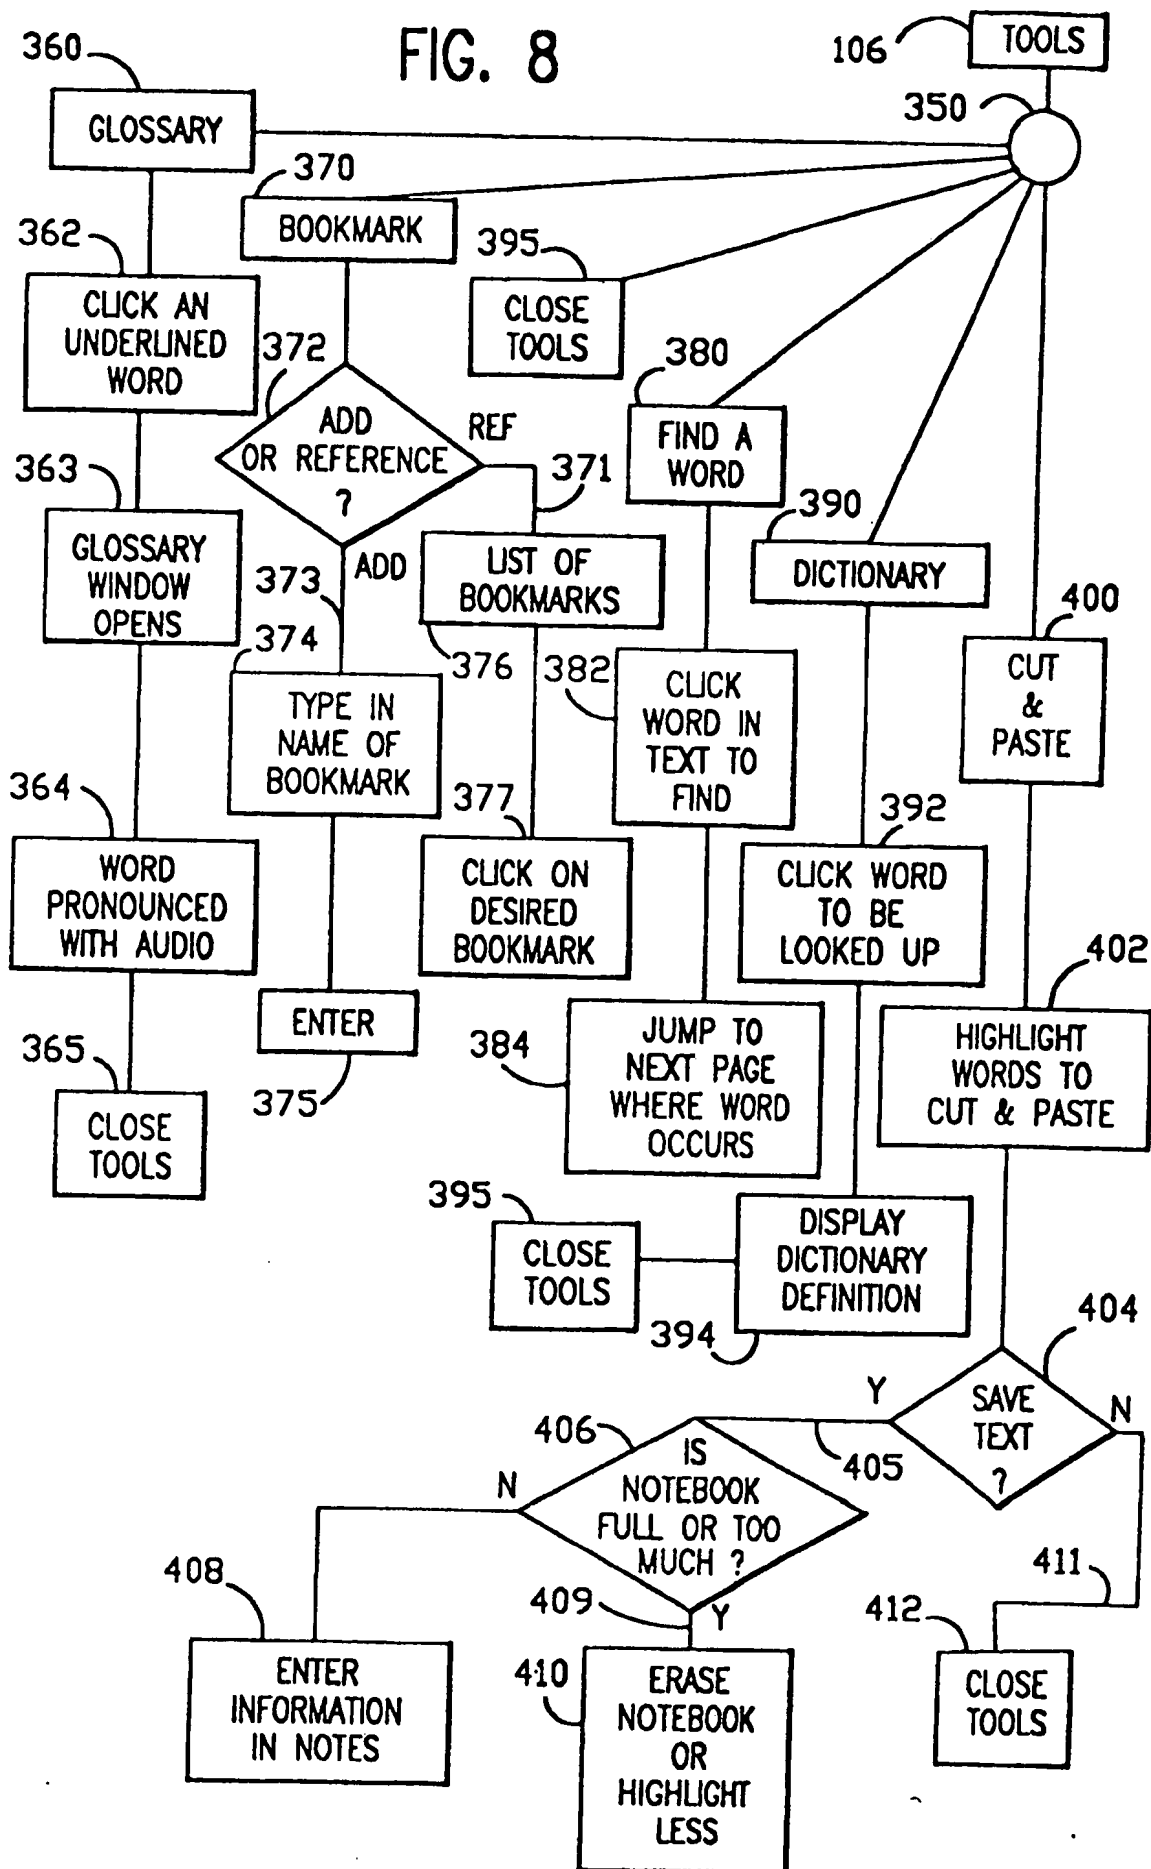 FIG. 8
360
106
TOOLS
350
GLOSSARY
370
BOOKMARK
362
CLICK AN
UNDERLINED
WORD
395
CLOSE
TOOLS
372
ADD
OR REFERENCE
?
REF
371
ADD
373
380
FIND A
WORD
363
GLOSSARY
WINDOW
OPENS
LIST OF
BOOKMARKS
376
390
DICTIONARY
400
CUT
&
PASTE
374
TYPE IN
NAME OF
BOOKMARK
382
CLICK
WORD IN
TEXT TO
FIND
364
WORD
PRONOUNCED
WITH AUDIO
377
CLICK ON
DESIRED
BOOKMARK
392
CLICK WORD
TO BE
LOOKED UP
402
HIGHLIGHT
WORDS TO
CUT & PASTE
ENTER
375
384
JUMP TO
NEXT PAGE
WHERE WORD
OCCURS
365
CLOSE
TOOLS
395
CLOSE
TOOLS
DISPLAY
DICTIONARY
DEFINITION
394
404
SAVE
TEXT
?
Y
N
405
406
IS
NOTEBOOK
FULL OR TOO
MUCH ?
N
Y
408
ENTER
INFORMATION
IN NOTES
409
410
ERASE
NOTEBOOK
OR
HIGHLIGHT
LESS
411
412
CLOSE
TOOLS